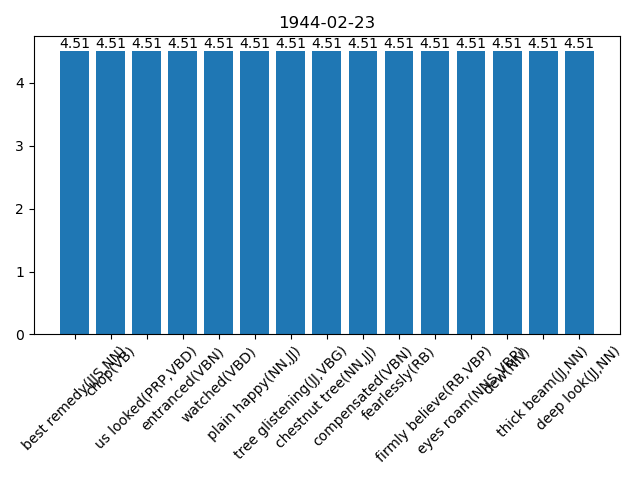 1944-02-23
4.51 4.51 4.51 4.51 4.51 4.51 4.51 4.51 4.51 4.51 4.51 4.51 4.51 4.51 4.51
4
3
2
1
0
best remedy(JJS,NN)
chop(VB)
us looked(PRP,VBD)
entranced(VBN)
watched(VBD)
plain happy(NN,JJ)
tree glistening(JJ,VBG)
chestnut tree(NN,JJ)
compensated(VBN)
fearlessly(RB)
firmly believe(RB,VBP)
eyes roam(NNS,VBP)
dew(NN)
thick beam(JJ,NN)
deep look(JJ,NN)